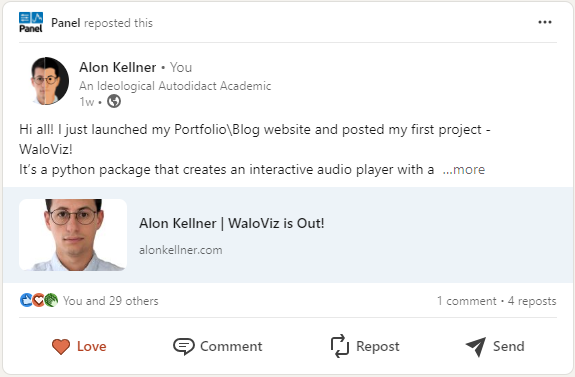 Panel
Panel reposted this
Alon Kellner • You
An Ideological Autodidact Academic
1w •
Hi all! I just launched my Portfolio\Blog website and posted my first project -
WaloViz!
It's a python package that creates an interactive audio player with a ...more
Alon Kellner | WaloViz is Out!
alonkellner.com
You and 29 others
1 comment • 4 reposts
Love
Comment
Repost
Send